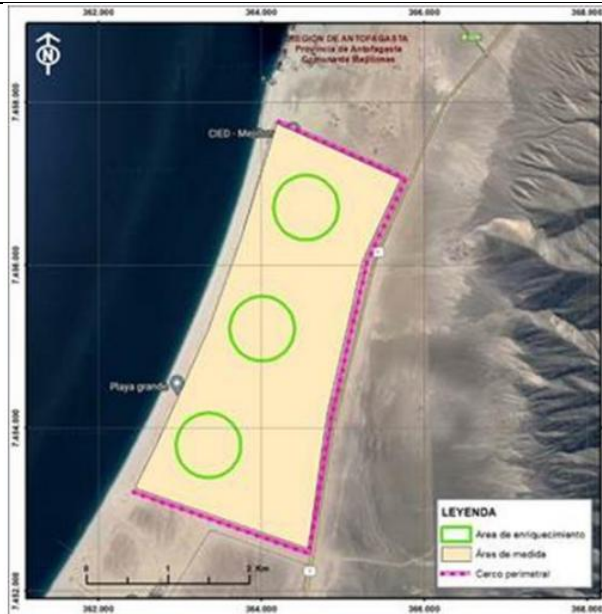 362.000 364.000 366.000 368.000
N
REGION DE ANTOFAGASTA
Provincia de Antofagasta
Comuna de Mejillones
7.458.000
CIED -
7.456.000
Playa grande
7.454.000
LEYENDA
Área de enriquecimiento
Área de medida
Cerco perimetral
0 1 2 Km
7.452.000
362.000 364.000 366.000 368.000